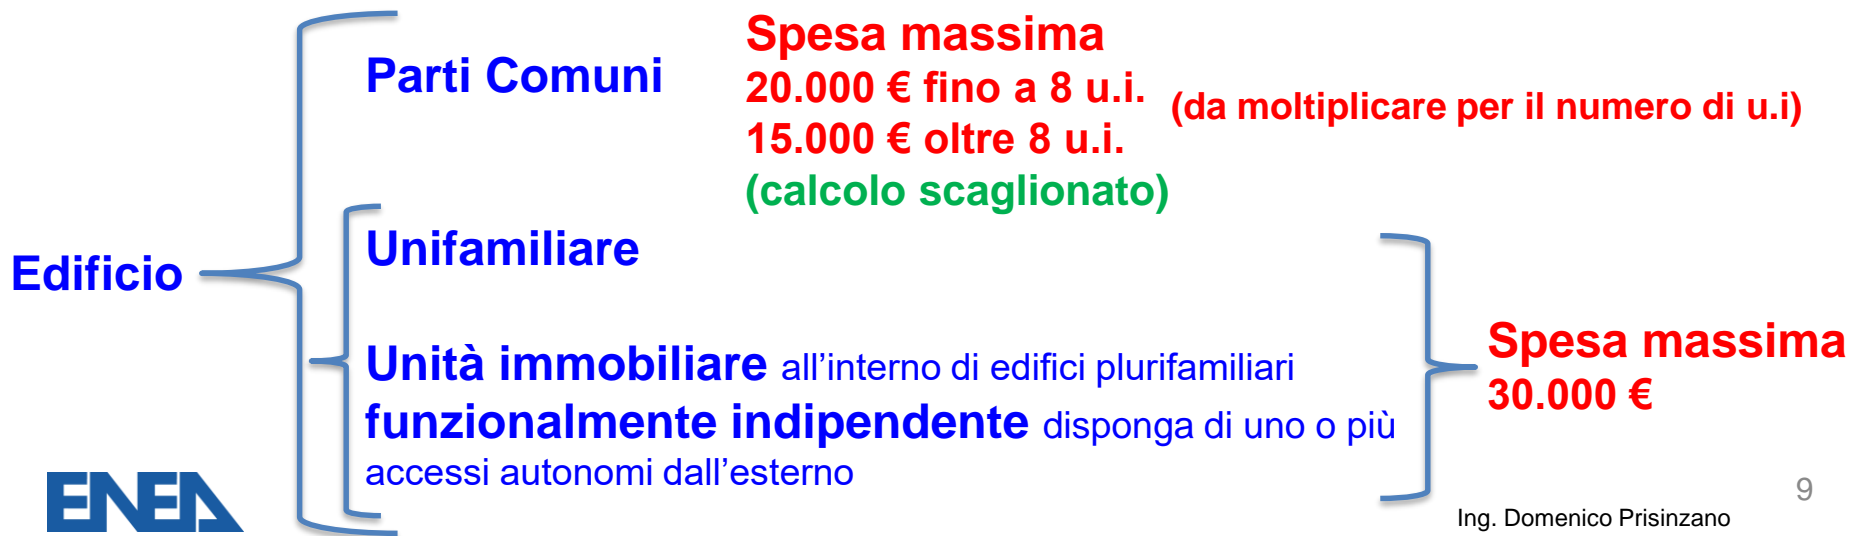 Spesa massima
Parti Comuni
20.000 € fino a 8 u.i.
(da moltiplicare per il numero di u.i)
15.000 € oltre 8 u.i.
(calcolo scaglionato)
Edificio
Unifamiliare
Unità immobiliare all’interno di edifici plurifamiliari
funzionalmente indipendente disponga di uno o più
accessi autonomi dall’esterno
Spesa massima
30.000 €
ENEA
9
Ing. Domenico Prisinzano